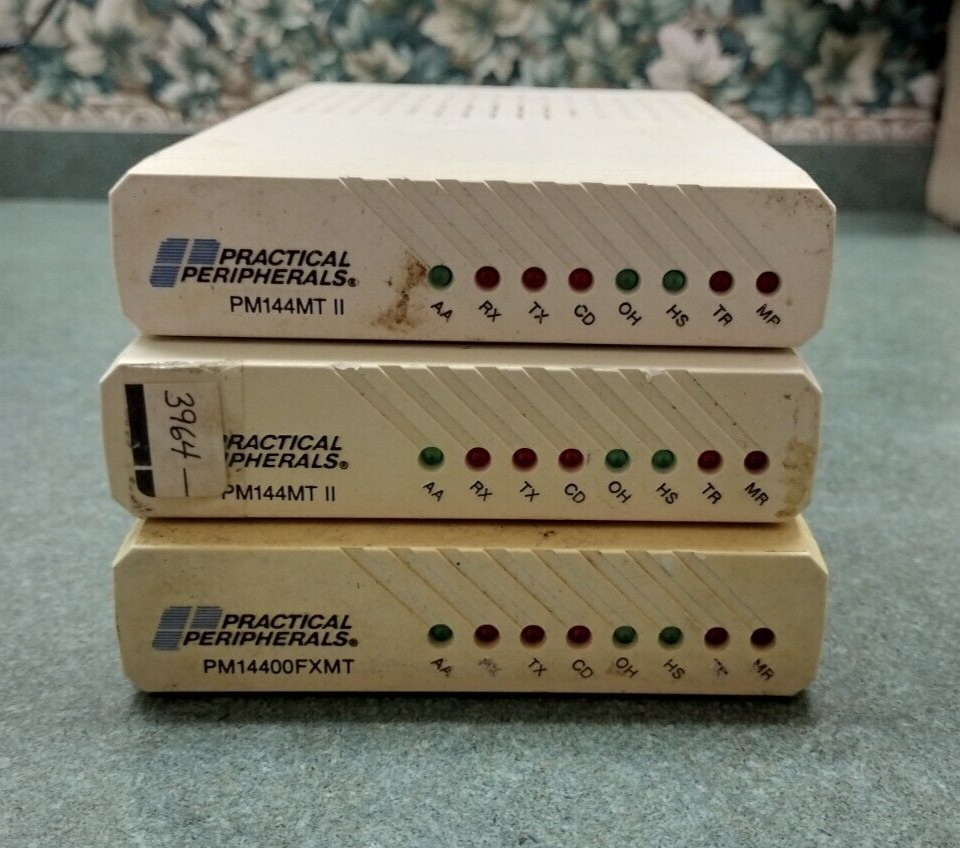 PRACTICAL
PERIPHERALS®
PM144MT II
AA RX TX CD OH HS TR MR
3964-
PRACTICAL
IPHERALS®
PM144MT II
AA RX TX CD OH HS TR MR
PRACTICAL
PERIPHERALS®
PM14400FXMT
AA TX CD OH HS MR